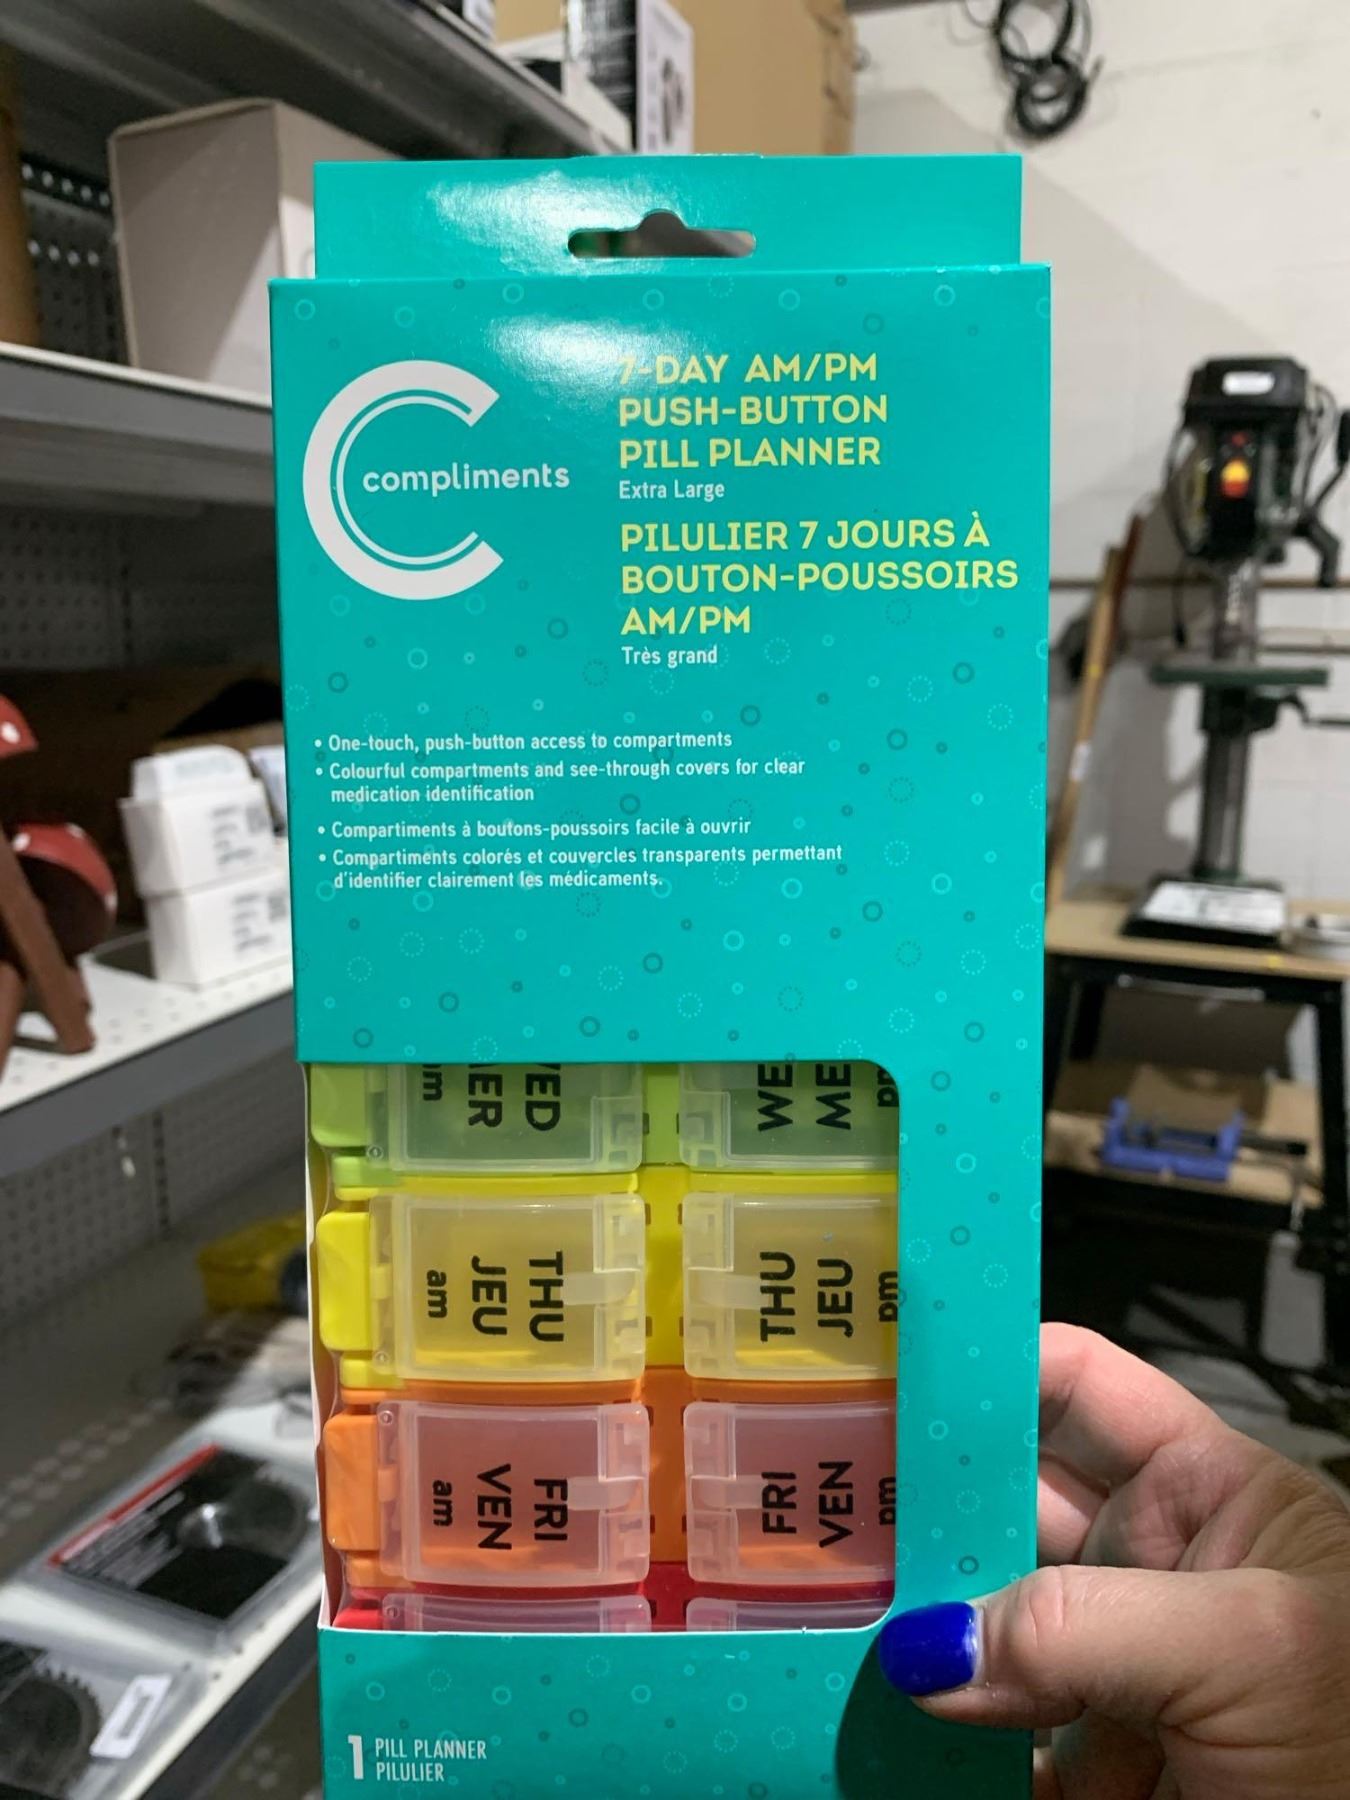 compliments
7-DAY AM/PM
PUSH-BUTTON
PILL PLANNER
Extra Large
PILULIER 7 JOURS À
BOUTON-POUSSOIRS
AM/PM
Très grand
• One-touch, push-button access to compartments
• Colourful compartments and see-through covers for clear
medication identification
• Compartiments à boutons-poussoirs facile à ouvrir
• Compartiments colorés et couvercles transparents permettant
d'identifier clairement les médicaments.
THU
JEU
am
THU
JEU
pm
FRI
VEN
am
FRI
VEN
pm
1 PILL PLANNER
PILULIER